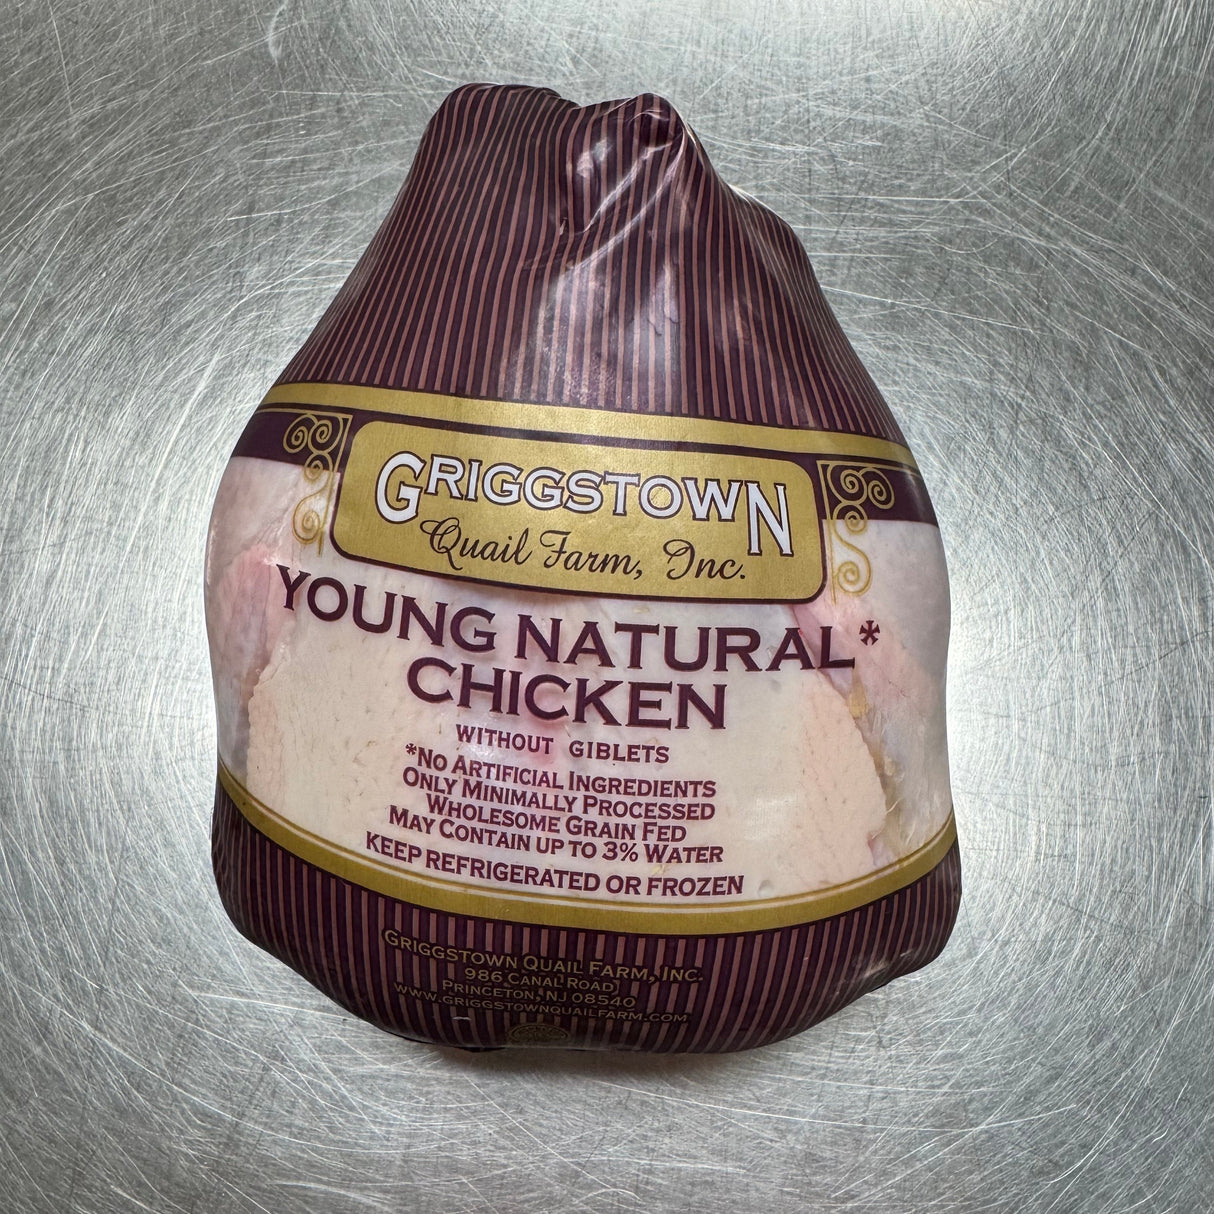 GRIGGSTOWN
Quail Farm, Inc.
YOUNG NATURAL*
CHICKEN
WITHOUT GIBLETS
*NO ARTIFICIAL INGREDIENTS
ONLY MINIMALLY PROCESSED
WHOLESOME GRAIN FED
MAY CONTAIN UP TO 3% WATER
KEEP REFRIGERATED OR FROZEN
GRIGGSTOWN QUAIL FARM, INC.
986 CANAL ROAD
PRINCETON, NJ 08540
WWW.GRIGGSTOWNQUAILFARM.COM